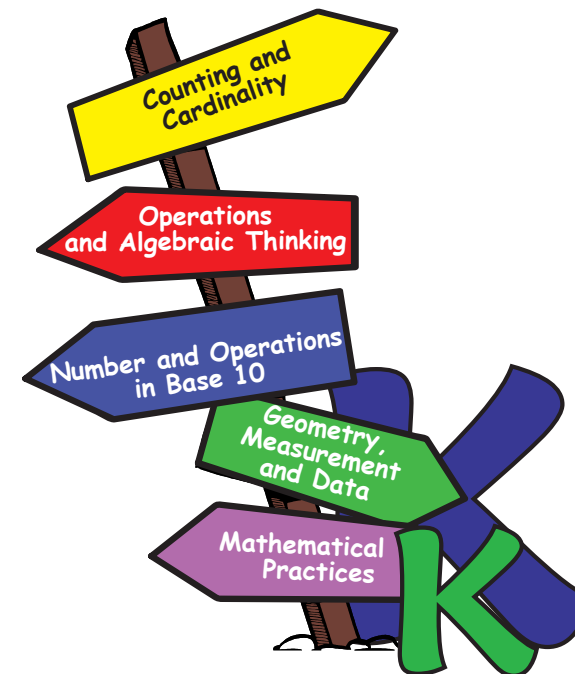 Counting and
Cardinality
Operations
and Algebraic Thinking
Number and Operations
in Base 10
Geometry,
Measurement
and Data
Mathematical
Practices
K
K